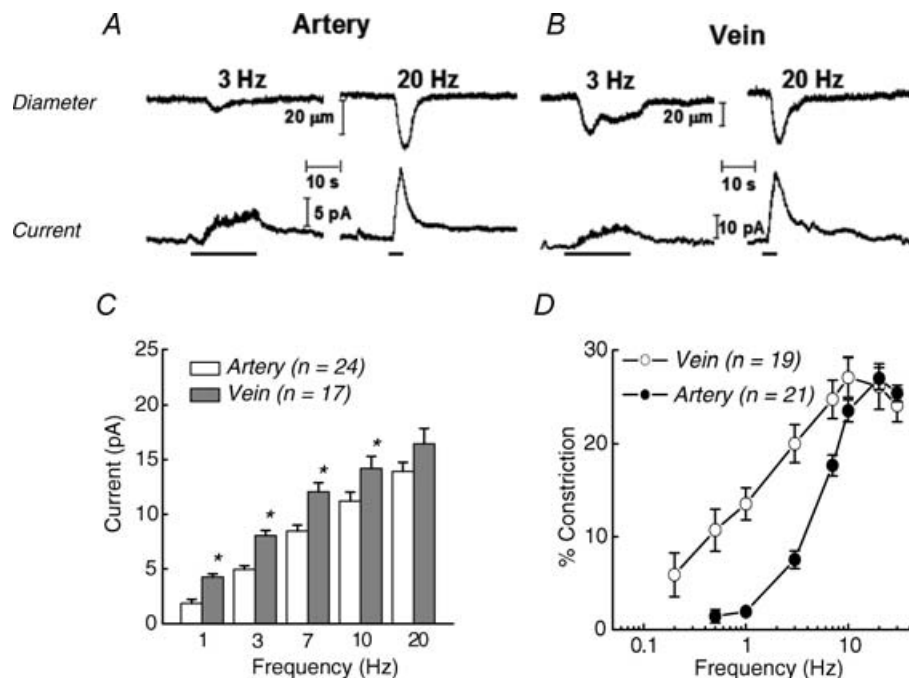 A Artery B Vein
3 Hz 20 Hz 3 Hz 20 Hz
Diameter
20 μm 20 μm
10 s 10 s
5 pA 10 pA
Current
C
25
20
15
10
5
0
Current (pA)
Artery (n = 24)
Vein (n = 17)
* * * *
1 3 7 10 20
Frequency (Hz)
D
30
20
10
0
% Constriction
Vein (n = 19)
Artery (n = 21)
0.1 1 10
Frequency (Hz)